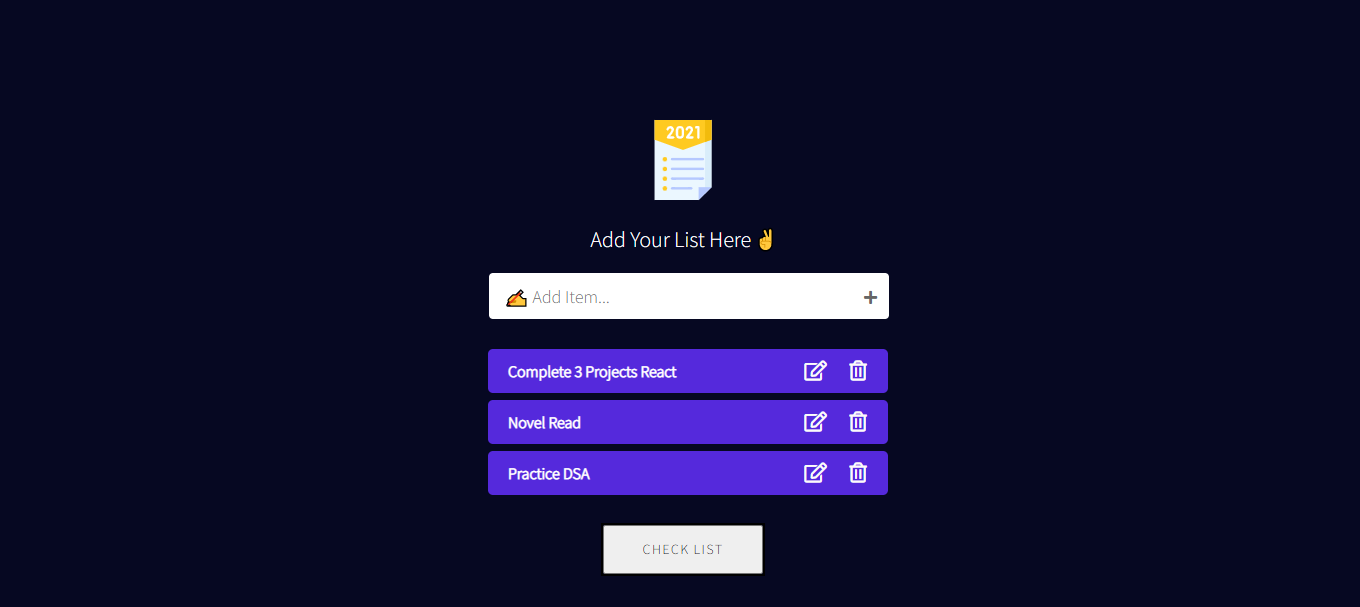 2021
Add Your List Here ✌
✍ Add Item...
Complete 3 Projects React
Novel Read
Practice DSA
CHECK LIST